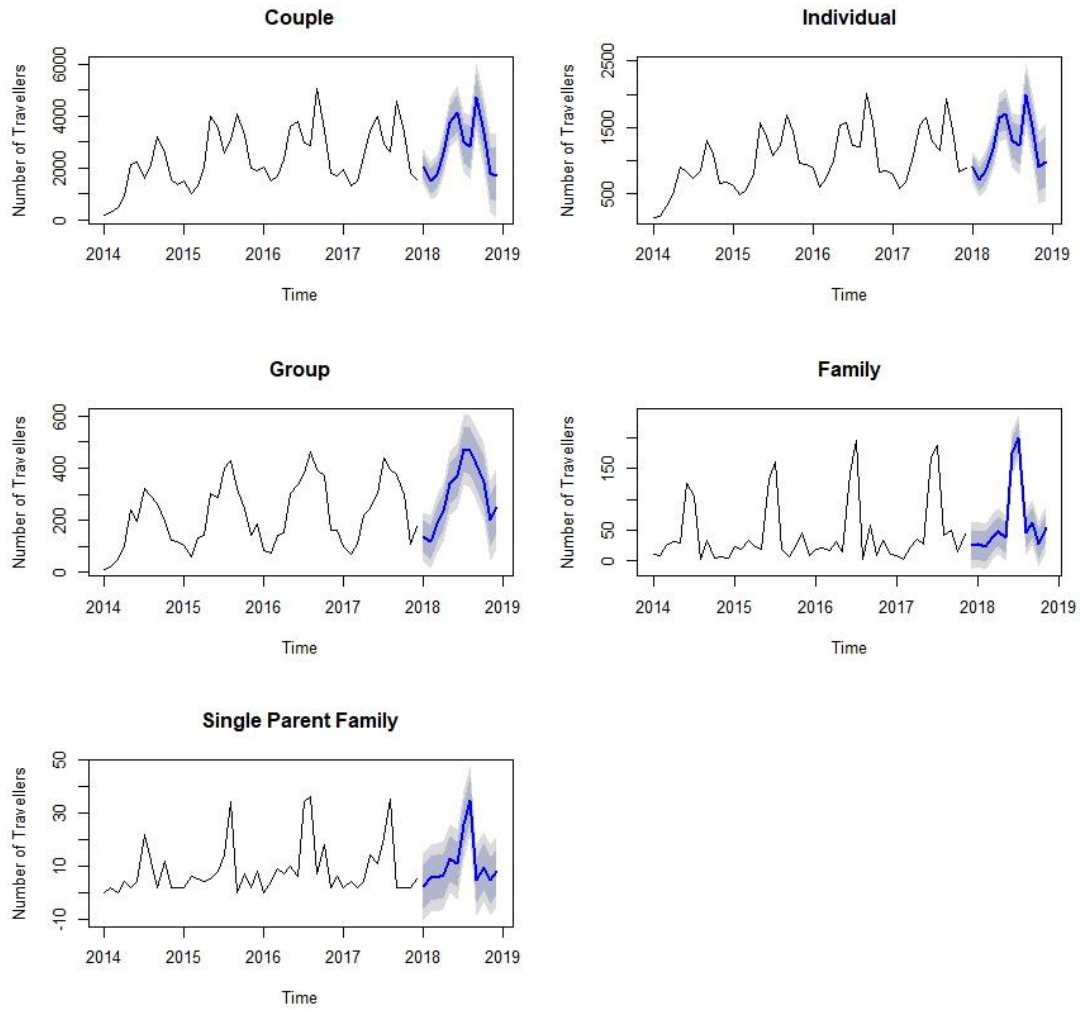 Couple
Number of Travellers
6000
4000
2000
0
2014 2015 2016 2017 2018 2019
Time
Individual
Number of Travellers
2500
1500
500
2014 2015 2016 2017 2018 2019
Time
Group
Number of Travellers
600
400
200
0
2014 2015 2016 2017 2018 2019
Time
Family
Number of Travellers
150
50
0
2014 2015 2016 2017 2018 2019
Time
Single Parent Family
Number of Travellers
50
30
10
-10
2014 2015 2016 2017 2018 2019
Time